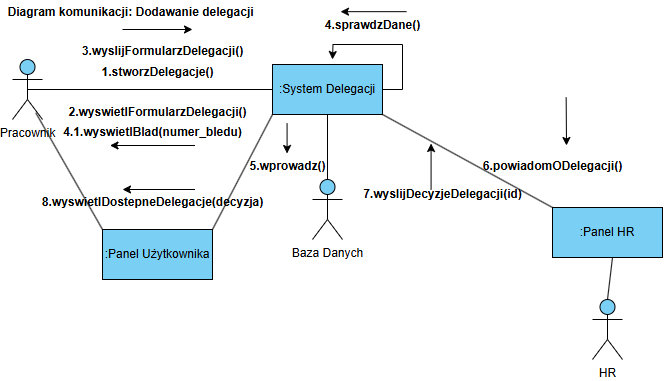 Diagram komunikacji: Dodawanie delegacji
4.sprawdzDane()
3.wyslijFormularzDelegacji()
1.stworzDelegacje()
:System Delegacji
2.wyswietlFormularzDelegacji()
Pracownik
4.1.wyswietlBlad(numer_bledu)
5.wprowadz()
6.powiadomODelegacji()
7.wyslijDecyzjeDelegacji(id)
8.wyswietlDostepneDelegacje(decyzja)
:Panel HR
:Panel Użytkownika
Baza Danych
HR